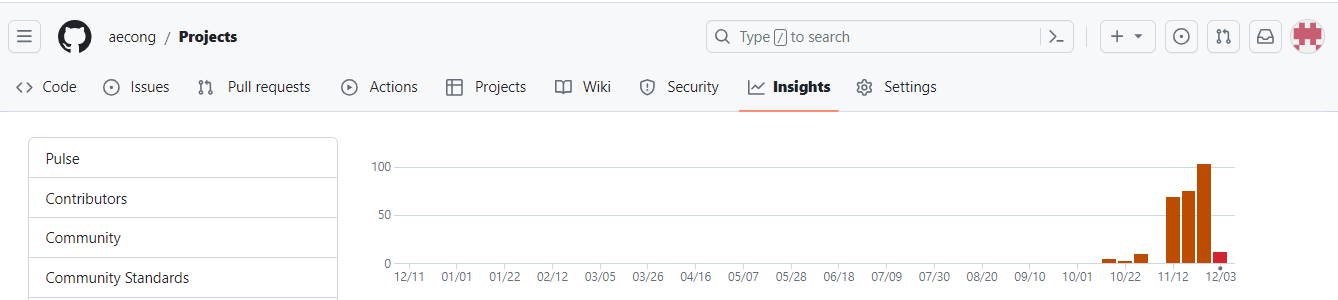 aecong / Projects
Type / to search
Code
Issues
Pull requests
Actions
Projects
Wiki
Security
Insights
Settings
Pulse
Contributors
Community
Community Standards
100
50
0
12/11 01/01 01/22 02/12 03/05 03/26 04/16 05/07 05/28 06/18 07/09 07/30 08/20 09/10 10/01 10/22 11/12 12/03